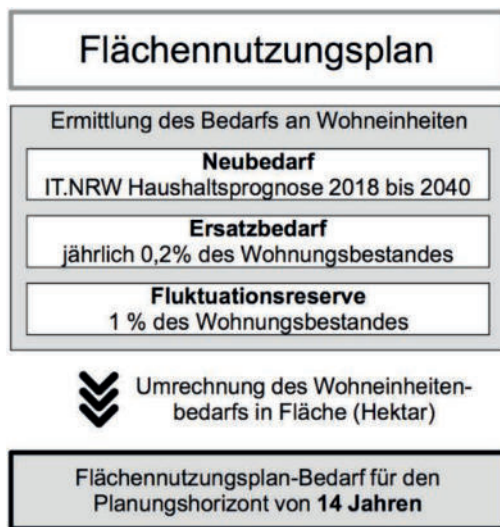 Flächennutzungsplan
Ermittlung des Bedarfs an Wohneinheiten
Neubedarf
IT.NRW Haushaltsprognose 2018 bis 2040
Ersatzbedarf
jährlich 0,2% des Wohnungsbestandes
Fluktuationsreserve
1 % des Wohnungsbestandes
Umrechnung des Wohneinheiten-
bedarfs in Fläche (Hektar)
Flächennutzungsplan-Bedarf für den
Planungshorizont von 14 Jahren